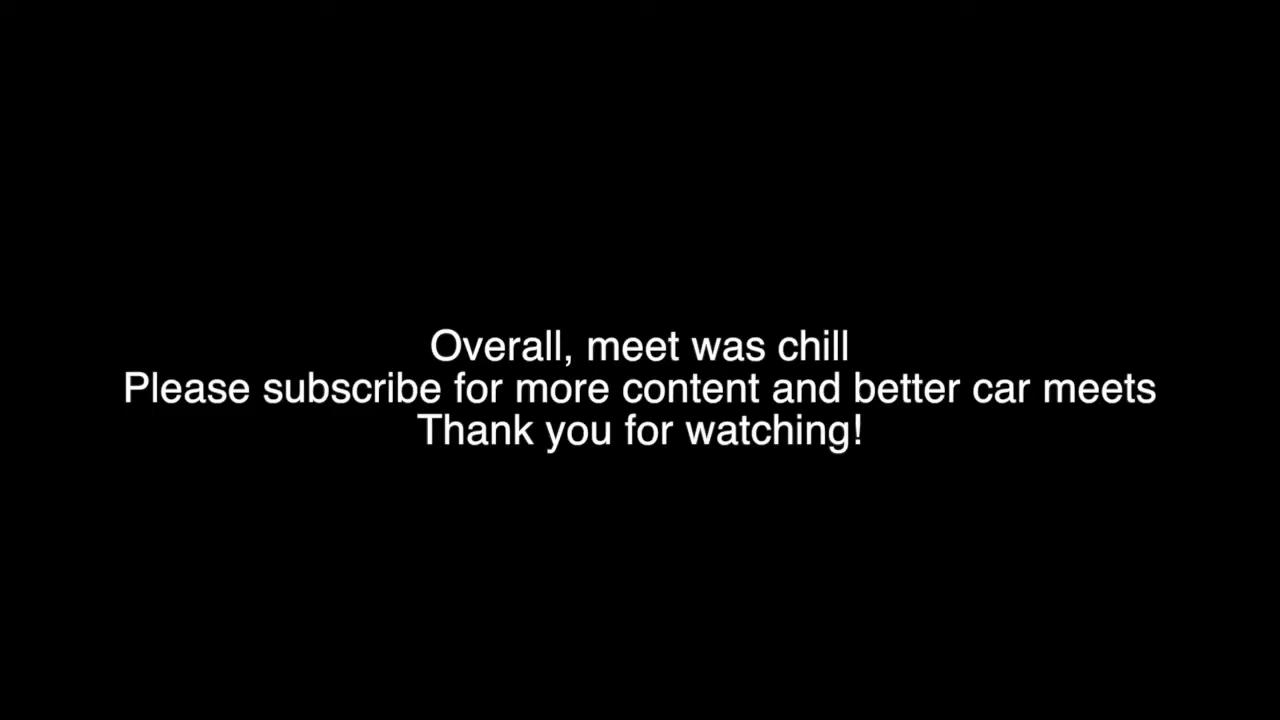 Overall, meet was chill
Please subscribe for more content and better car meets
Thank you for watching!